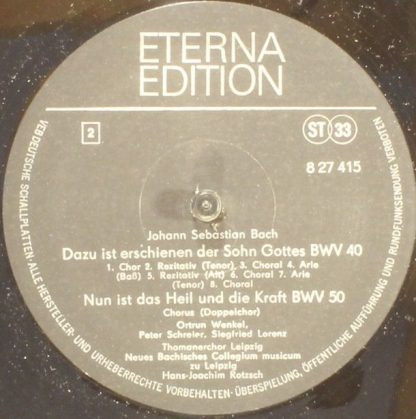 ETERNA
EDITION
2
ST 33
8 27 415
Johann Sebastian Bach
Dazu ist erschienen der Sohn Gottes BWV 40
1. Chor 2. Rezitativ (Tenor) 3. Choral 4. Arie
(Baß) 5. Rezitativ (Alt) 6. Choral 7. Arie
(Tenor) 8. Choral
Nun ist das Heil und die Kraft BWV 50
Chorus (Doppelchor)
Ortrun Wenkel,
Peter Schreier, Siegfried Lorenz
Thomanerchor Leipzig
Neues Bachisches Collegium musicum
zu Leipzig
Hans-Joachim Rotzsch
VEB DEUTSCHE SCHALLPLATTEN · ALLE HERSTELLER- UND URHEBERRECHTE VORBEHALTEN · ÜBERSPIELUNG, ÖFFENTLICHE AUFFÜHRUNG UND RUNDFUNKSENDUNG VERBOTEN